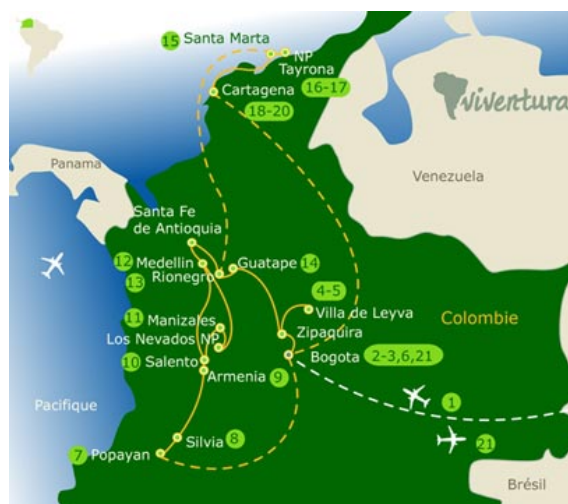 15 Santa Marta
NP
Tayrona
16-17
Cartagena
18-20
viventura
Panama
Venezuela
Santa Fe
de Antioquia
12 Medellin
13 Rionegro
Guatape 14
4-5
Villa de Leyva
11 Manizales
Los Nevados NP
Zipaquira
Colombie
Bogota 2-3,6,21
10 Salento
Armenia 9
1
Pacifique
21
Silvia 8
7 Popayan
Brésil